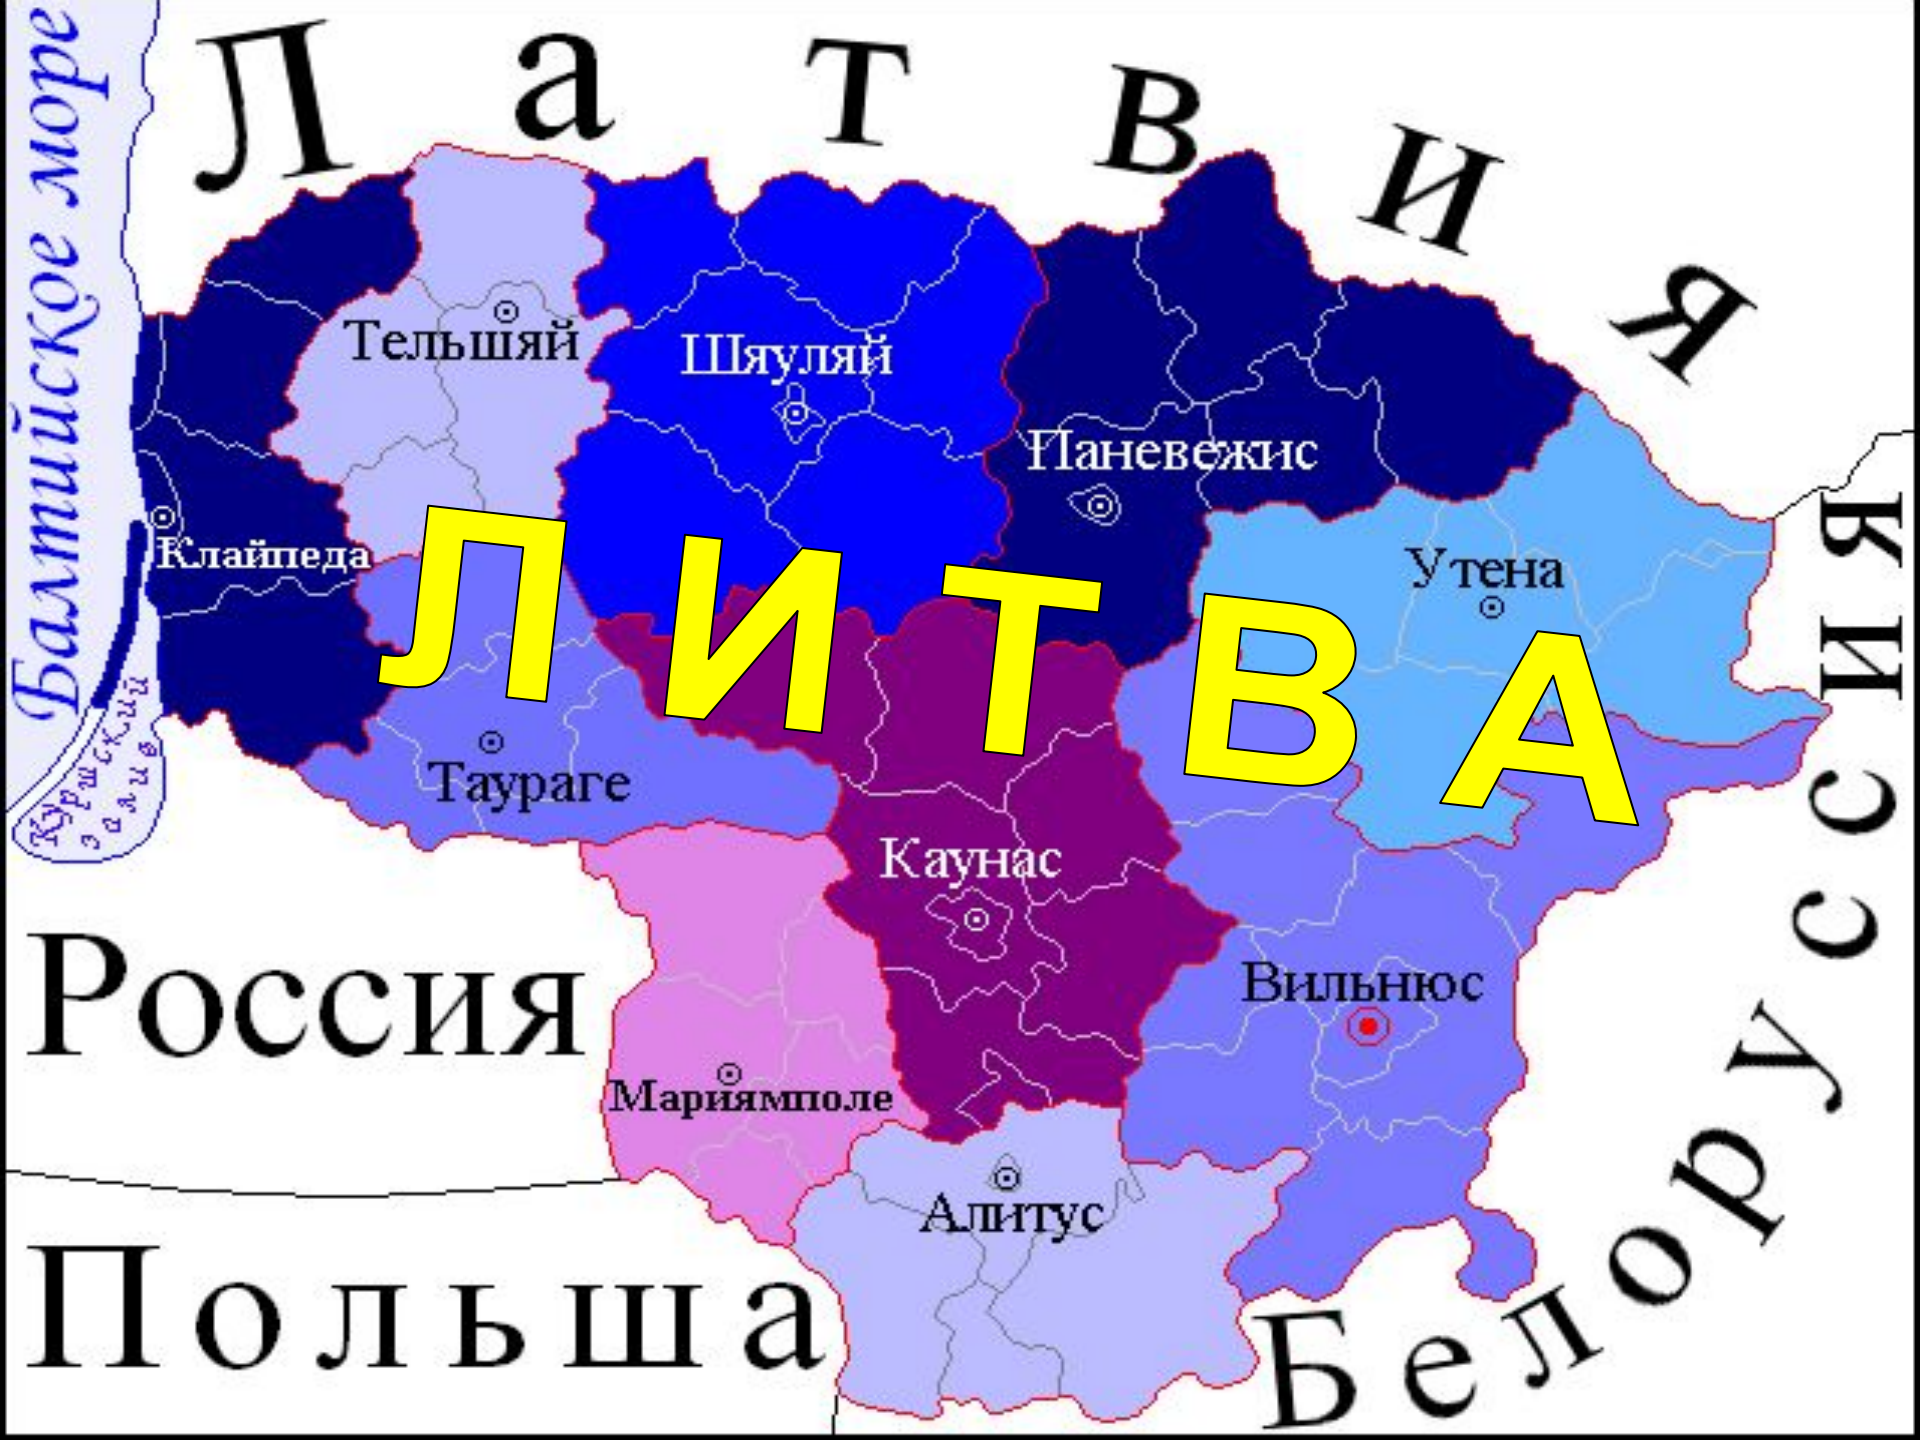 Латвия
Балтийское море
Тельшяй
Шяуляй
Паневежис
Клайпеда
ЛИТВА
Утена
Куршский
залив
Таураге
Каунас
Россия
Вильнюс
Мариямполе
Алитус
Польша
Белоруссия